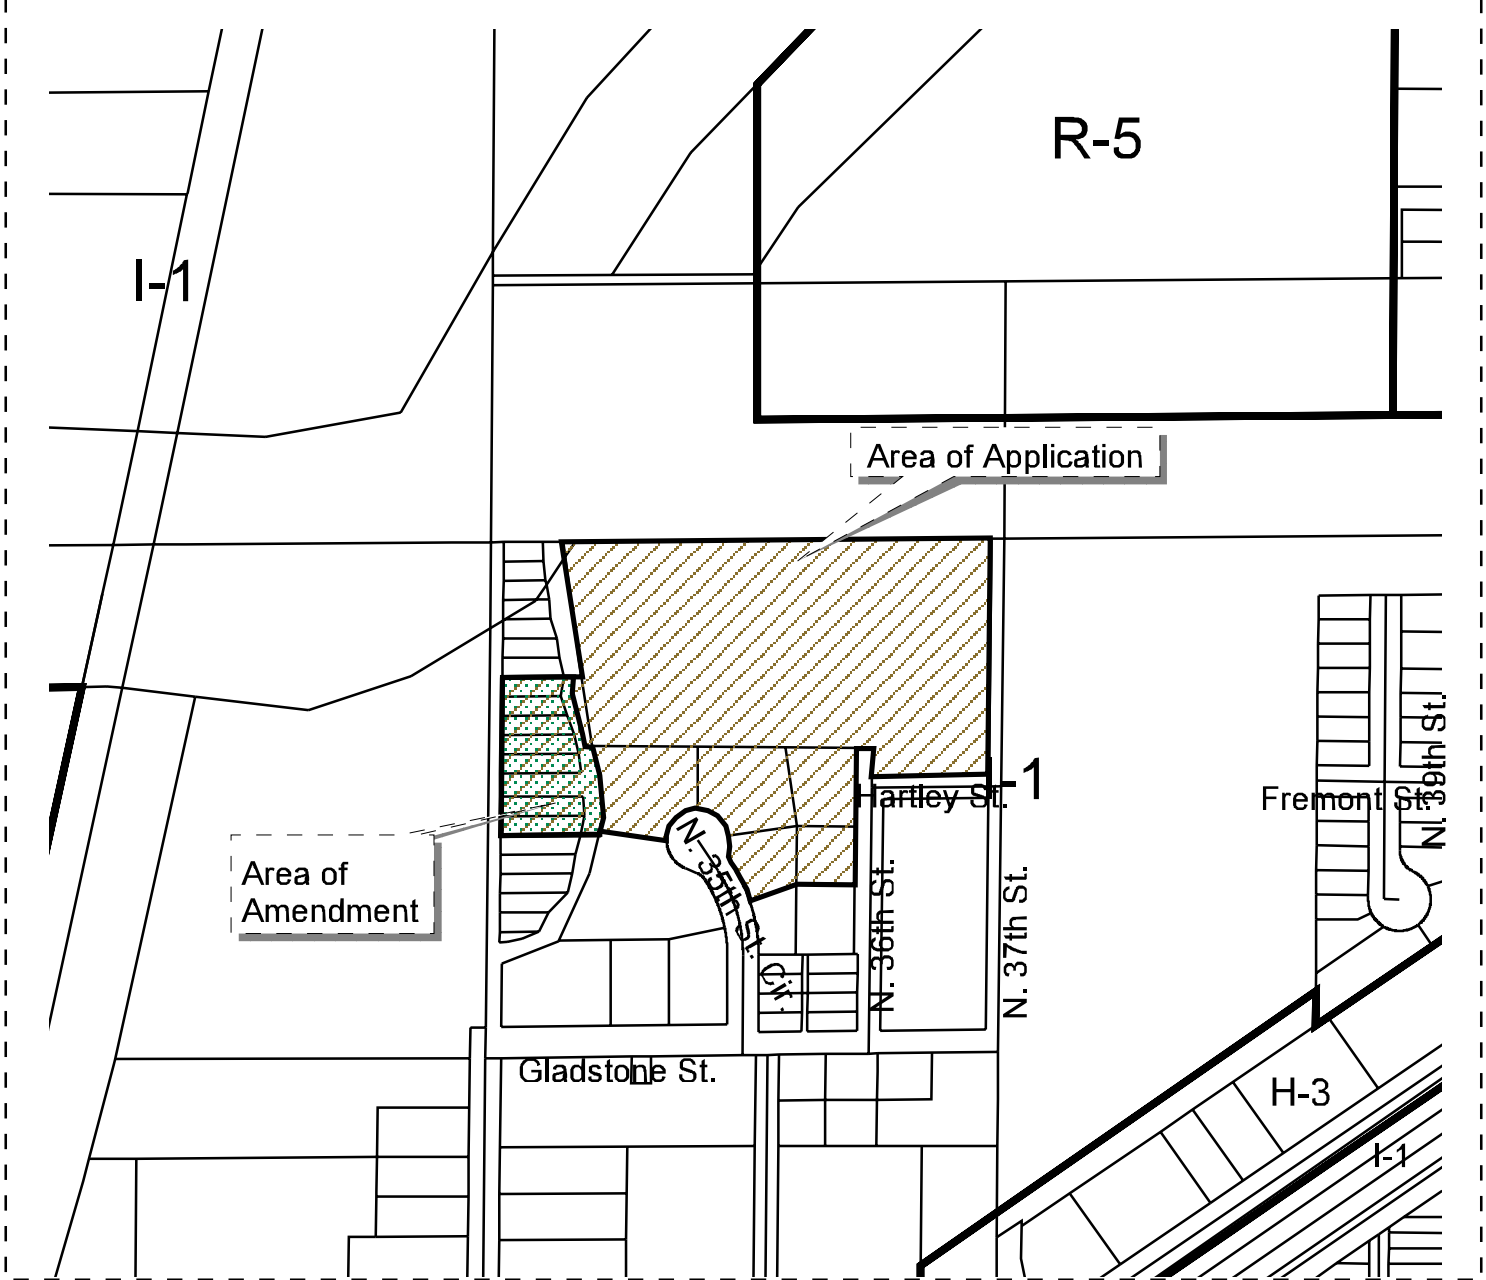 R-5
I-1
Area of Application
-1
Hartley St.
Fremont St.
N. 39th St.
Area of
Amendment
N. 35th St. Cir.
N. 36th St.
N. 37th St.
Gladstone St.
H-3
I-1